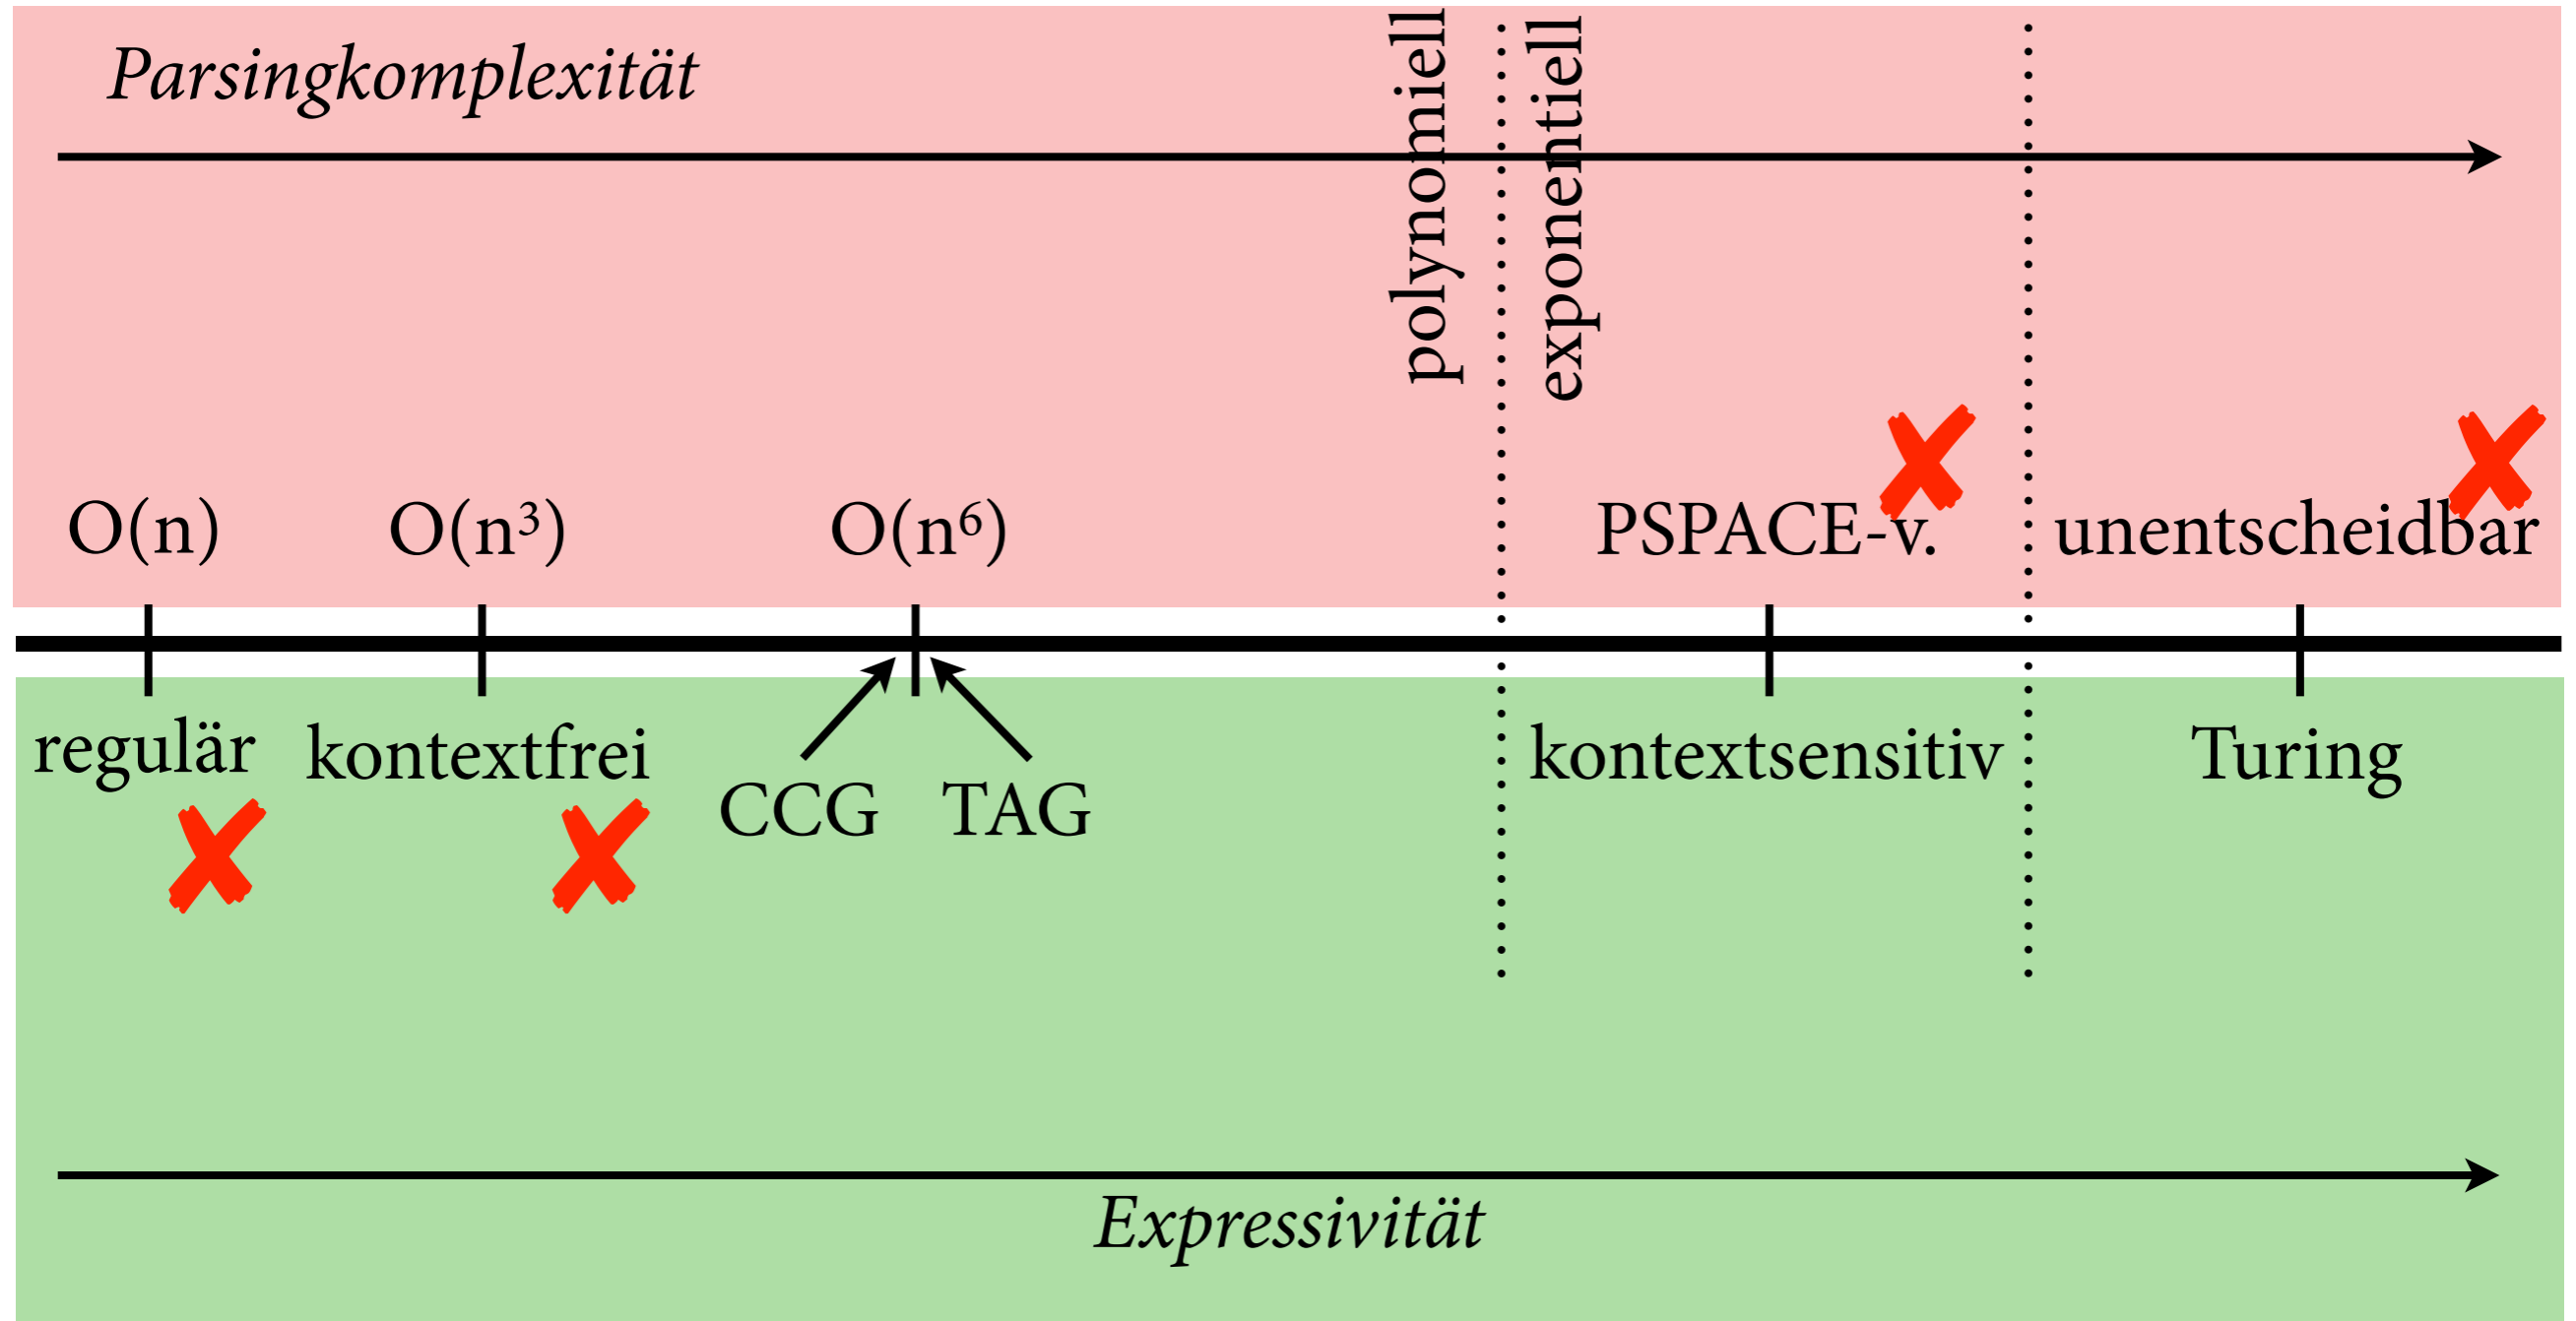 Parsingkomplexität
polynomiell
exponentiell
O(n)
O(n³)
O(n⁶)
PSPACE-v.
unentscheidbar
regulär
kontextfrei
CCG
TAG
kontextsensitiv
Turing
Expressivität